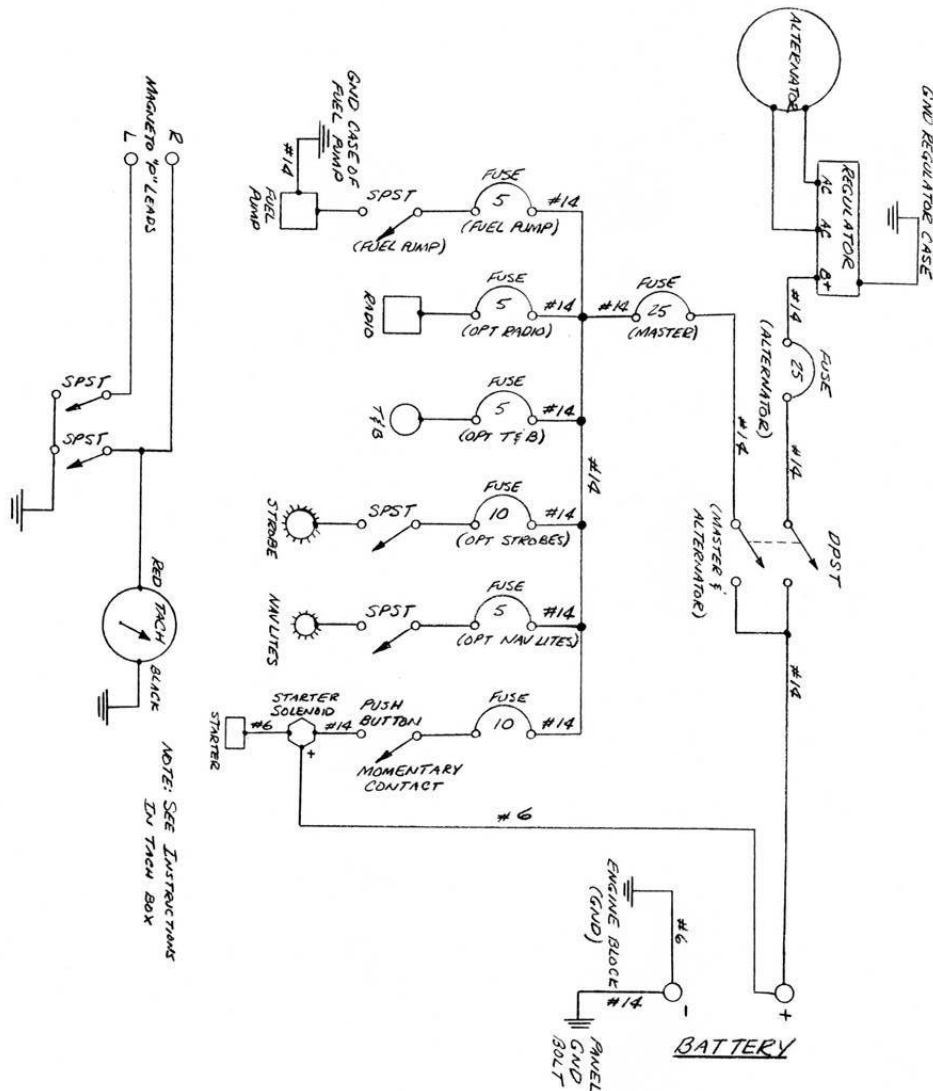 ALTERNATOR
GND REGULATOR CASE
REGULATOR
AC
AC
B+
#14
FUSE
25
(ALTERNATOR)
#14
DPST
(MASTER &
ALTERNATOR)
#14
#14
FUSE
25
(MASTER)
#14
GND CASE OF
FUEL PUMP
#14
FUEL
PUMP
SPST
(FUEL PUMP)
FUSE
5
(FUEL PUMP)
#14
RADIO
FUSE
5
(OPT RADIO)
#14
T&B
FUSE
5
(OPT T&B)
#14
#14
STROBE
SPST
FUSE
10
(OPT STROBES)
#14
NAV LITES
SPST
FUSE
5
(OPT NAV LITES)
#14
STARTER
#6
STARTER
SOLENOID
+
#14
PUSH
BUTTON
MOMENTARY
CONTACT
FUSE
10
#14
#6
ENGINE BLOCK
(GND)
#6
#14
PANEL
GND
BOLT
-
+
BATTERY
MAGNETO "P" LEADS
R
L
SPST
SPST
RED
TACH
BLACK
NOTE: SEE INSTRUCTIONS
IN TACH BOX